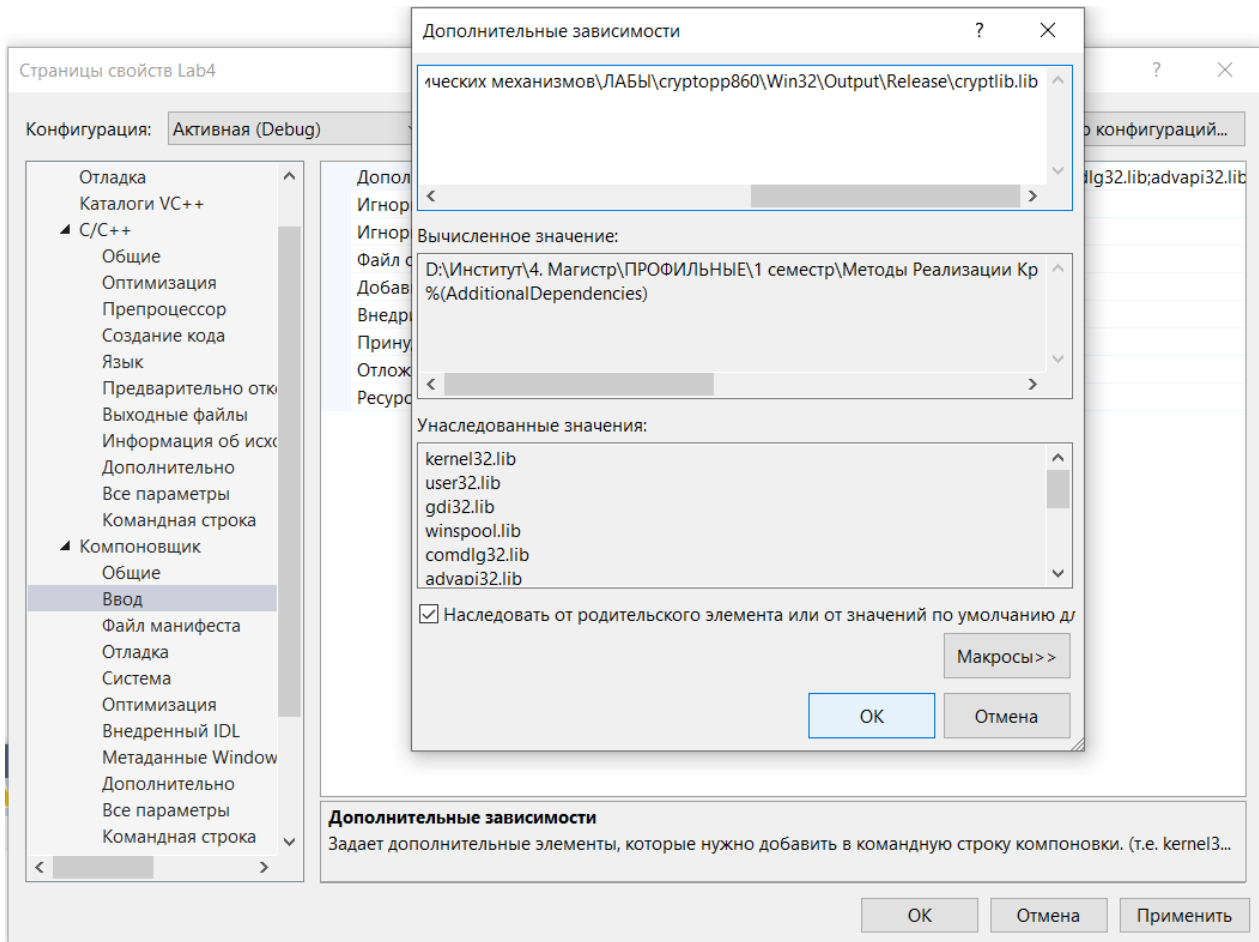 Дополнительные зависимости
?
Страницы свойств Lab4
?
ических механизмов\ЛАБЫ\cryptopp860\Win32\Output\Release\cryptlib.lib
Конфигурация:
Активная (Debug)
конфигураций...
Отладка
Каталоги VC++
C/C++
Общие
Оптимизация
Препроцессор
Создание кода
Язык
Предварительно отк
Выходные файлы
Информация об исх
Дополнительно
Все параметры
Командная строка
Компоновщик
Общие
Ввод
Файл манифеста
Отладка
Система
Оптимизация
Внедренный IDL
Метаданные Window
Дополнительно
Все параметры
Командная строка
Допол
Игнор
Игнор
Файл с
Добав
Внедр
Прину
Отлож
Ресурс
dlg32.lib;advapi32.lib
Вычисленное значение:
D:\Институт\4. Магистр\ПРОФИЛЬНЫЕ\1 семестр\Методы Реализации Кр
%(AdditionalDependencies)
Унаследованные значения:
kernel32.lib
user32.lib
gdi32.lib
winspool.lib
comdlg32.lib
advapi32.lib
Наследовать от родительского элемента или от значений по умолчанию дл
Макросы>>
ОК
Отмена
Дополнительные зависимости
Задает дополнительные элементы, которые нужно добавить в командную строку компоновки. (т.е. kernel3...
ОК
Отмена
Применить